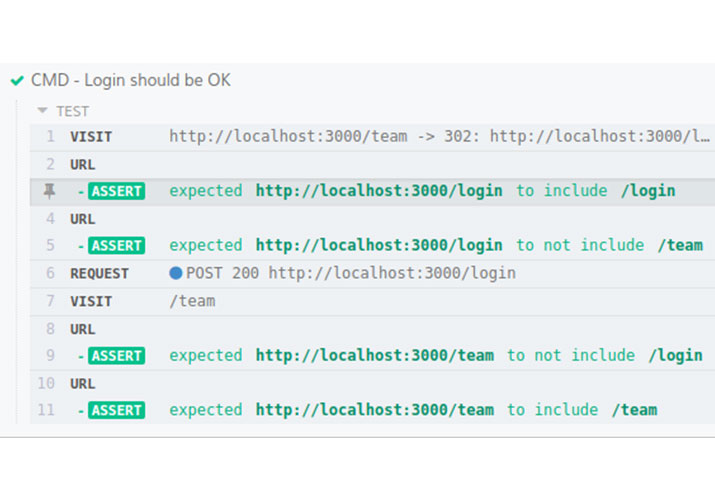 CMD - Login should be OK
TEST
1 VISIT http://localhost:3000/team -> 302: http://localhost:3000/l…
2 URL
- ASSERT expected http://localhost:3000/login to include /login
4 URL
5 - ASSERT expected http://localhost:3000/login to not include /team
6 REQUEST POST 200 http://localhost:3000/login
7 VISIT /team
8 URL
9 - ASSERT expected http://localhost:3000/team to not include /login
10 URL
11 - ASSERT expected http://localhost:3000/team to include /team